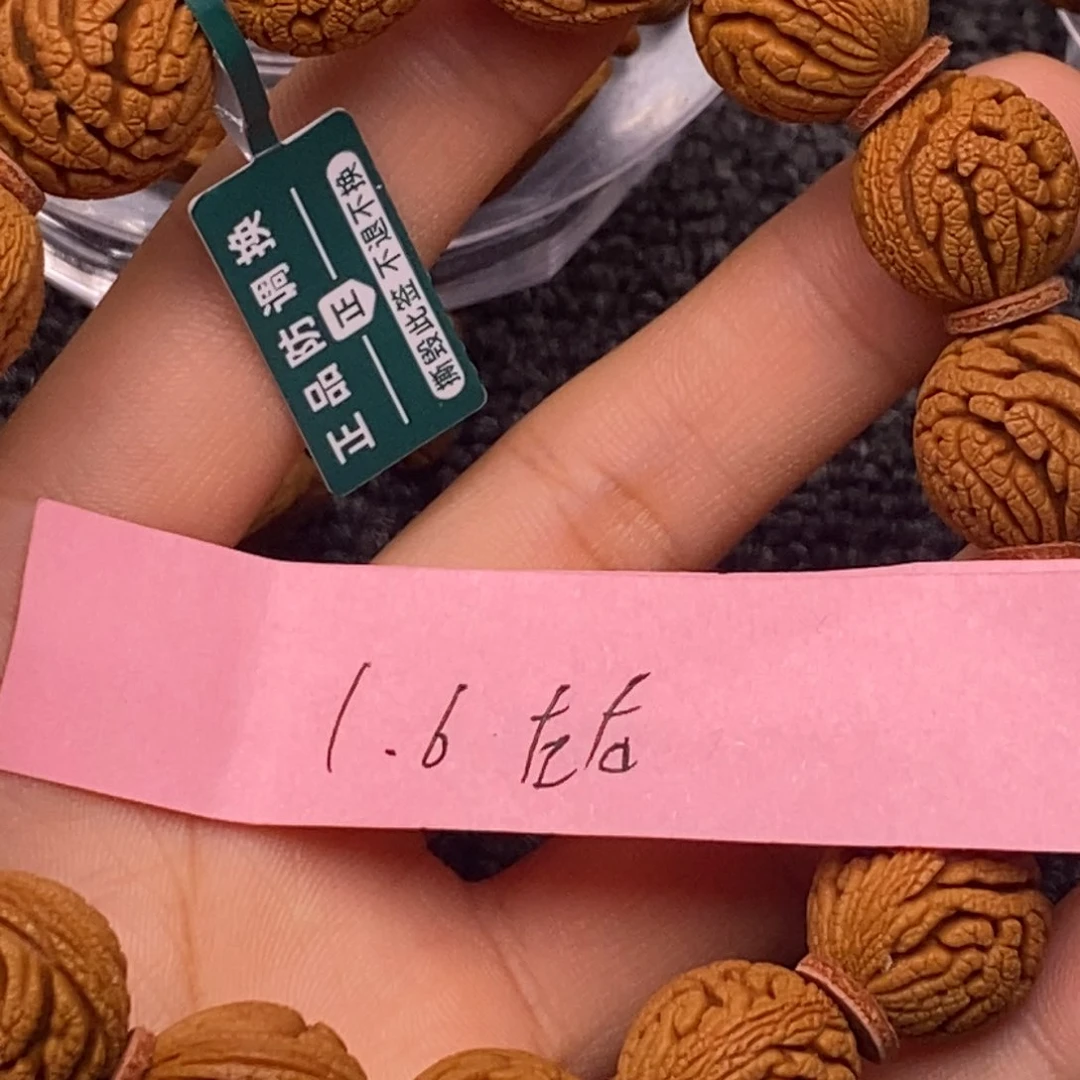 正品防调换
正
撕毁此签不退不换
1.6 左右